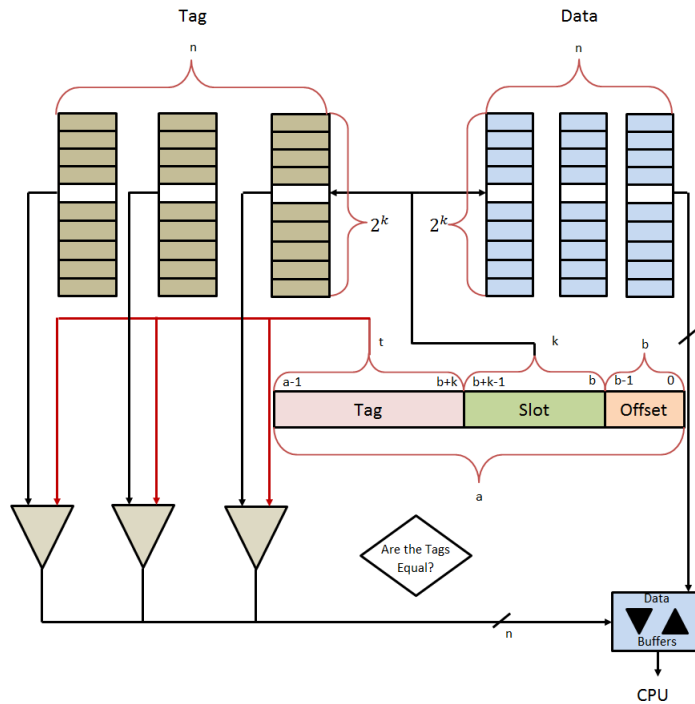 Tag
Data
n
n
2^k
2^k
t
k
b
a-1
b+k
b+k-1
b
b-1
0
Tag
Slot
Offset
a
Are the Tags
Equal?
n
Data
Buffers
CPU